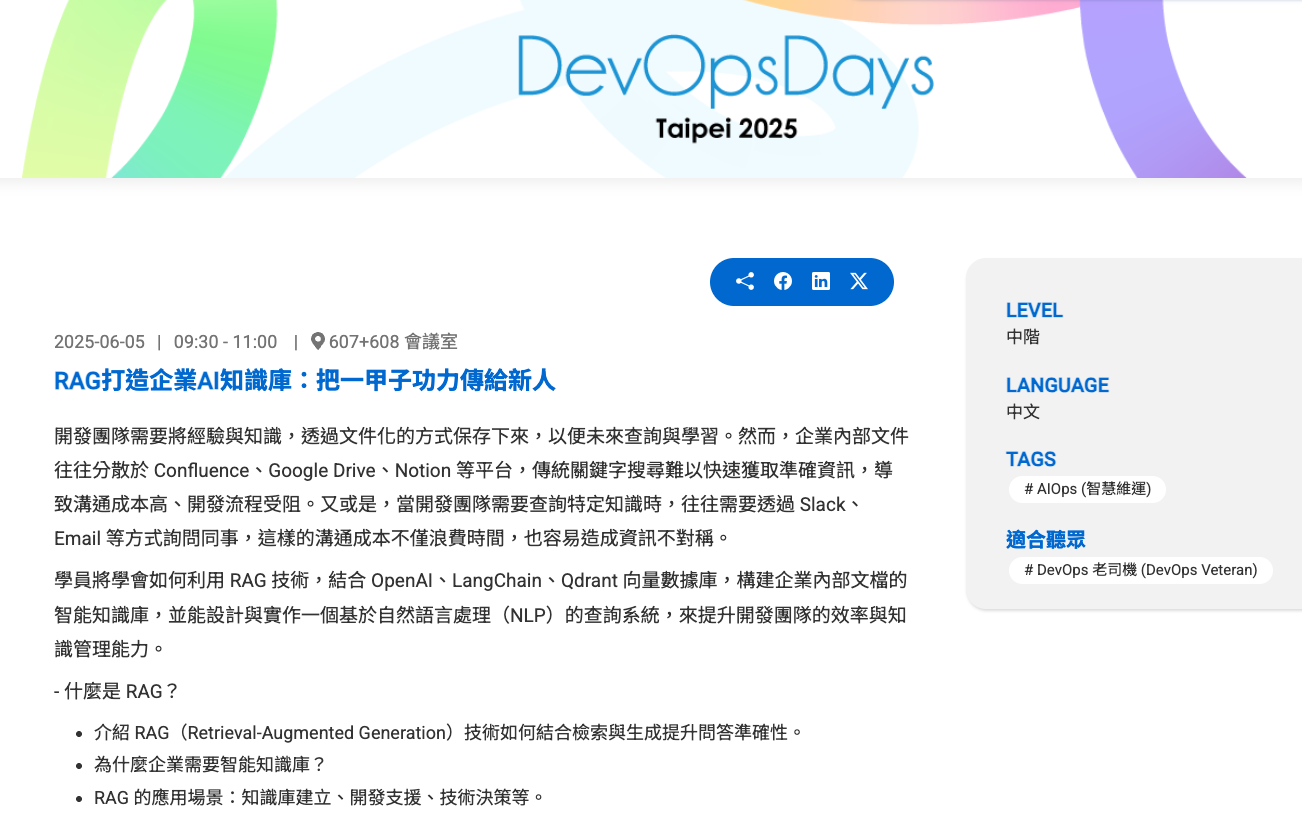 DevOpsDays
Taipei 2025
2025-06-05 | 09:30 - 11:00 | 607+608 會議室
RAG打造企業AI知識庫：把一甲子功力傳給新人
開發團隊需要將經驗與知識，透過文件化的方式保存下來，以便未來查詢與學習。然而，企業內部文件
往往分散於 Confluence、Google Drive、Notion 等平台，傳統關鍵字搜尋難以快速獲取準確資訊，導
致溝通成本高、開發流程受阻。又或是，當開發團隊需要查詢特定知識時，往往需要透過 Slack、
Email 等方式詢問同事，這樣的溝通成本不僅浪費時間，也容易造成資訊不對稱。
學員將學會如何利用 RAG 技術，結合 OpenAI、LangChain、Qdrant 向量數據庫，構建企業內部文檔的
智能知識庫，並能設計與實作一個基於自然語言處理（NLP）的查詢系統，來提升開發團隊的效率與知
識管理能力。
- 什麼是 RAG？
• 介紹 RAG（Retrieval-Augmented Generation）技術如何結合檢索與生成提升問答準確性。
• 為什麼企業需要智能知識庫？
• RAG 的應用場景：知識庫建立、開發支援、技術決策等。
LEVEL
中階
LANGUAGE
中文
TAGS
# AIOps (智慧維運)
適合聽眾
# DevOps 老司機 (DevOps Veteran)